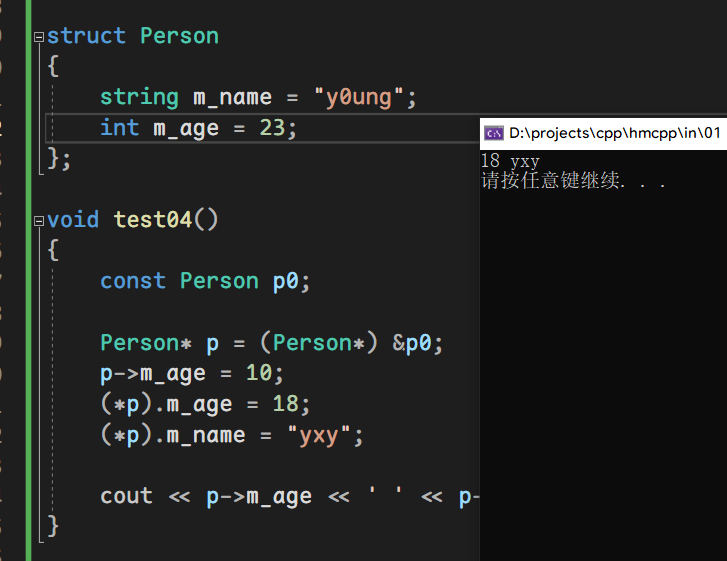 struct Person
{
string m_name = "y0ung";
int m_age = 23;
};
void test04()
{
const Person p0;
Person* p = (Person*) &p0;
p->m_age = 10;
(*p).m_age = 18;
(*p).m_name = "yxy";
cout << p->m_age << ' ' << p-
}
D:\projects\cpp\hmcpp\in\01
18 yxy
请按任意键继续. . .